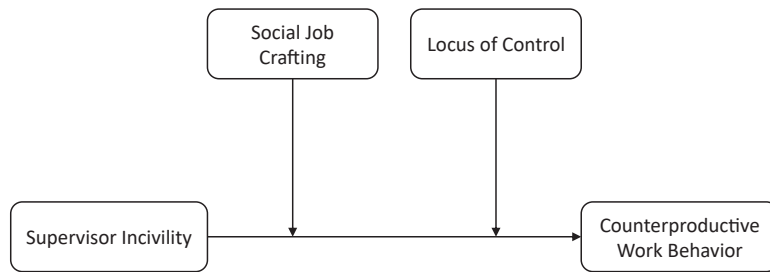 Social Job
Crafting
Locus of Control
Supervisor Incivility
Counterproductive
Work Behavior